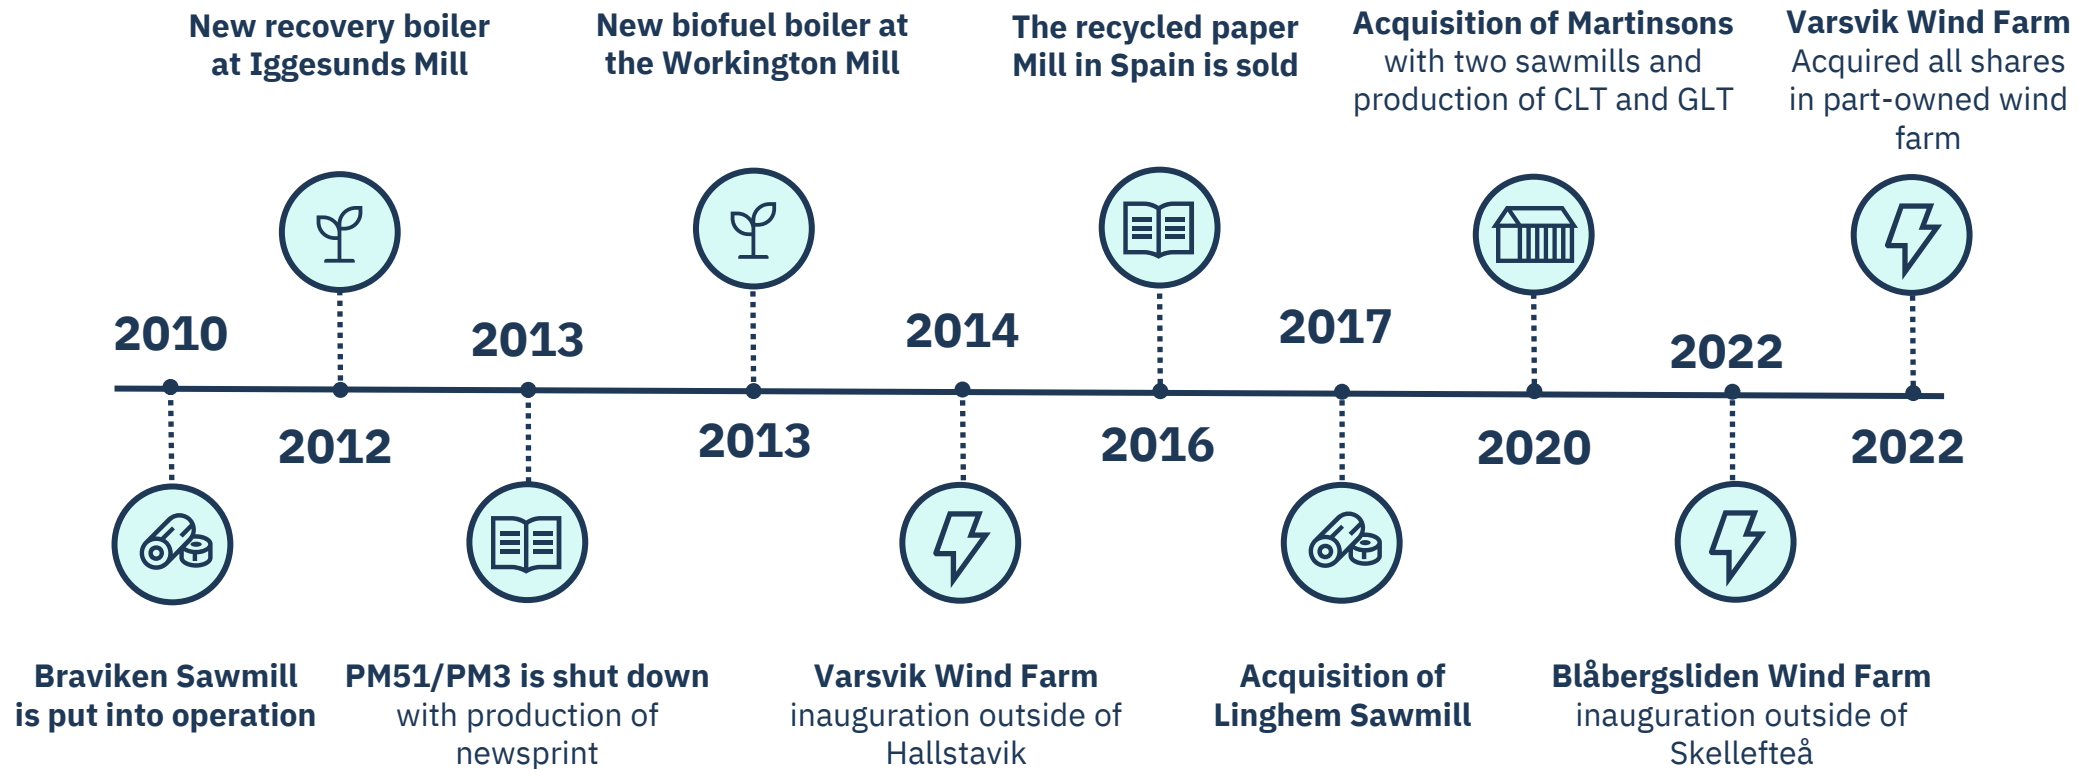 New recovery boiler
at Iggesunds Mill
New biofuel boiler at
the Workington Mill
The recycled paper
Mill in Spain is sold
Acquisition of Martinsons
with two sawmills and
production of CLT and GLT
Varsvik Wind Farm
Acquired all shares
in part-owned wind
farm
2010
2013
2014
2017
2022
2012
2013
2016
2020
2022
Braviken Sawmill
is put into operation
PM51/PM3 is shut down
with production of
newsprint
Varsvik Wind Farm
inauguration outside of
Hallstavik
Acquisition of
Linghem Sawmill
Blåbergsliden Wind Farm
inauguration outside of
Skellefteå